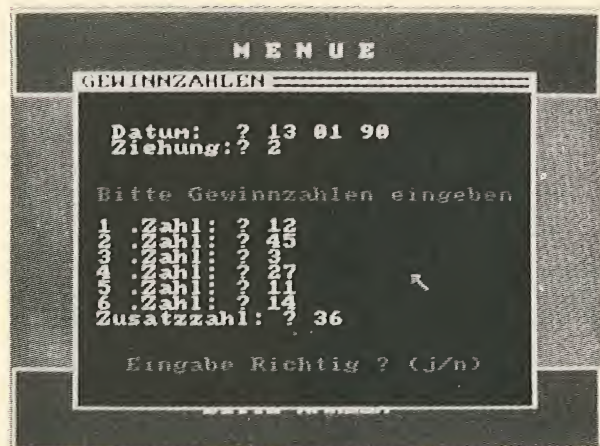 MENUE
GEWINNZAHLEN
Datum: ? 13 01 90
Ziehung:? 2
Bitte Gewinnzahlen eingeben
1 .Zahl: ? 12
2 .Zahl: ? 45
3 .Zahl: ? 3
4 .Zahl: ? 27
5 .Zahl: ? 11
6 .Zahl: ? 14
Zusatzzahl: ? 36
Eingabe Richtig ? (j/n)